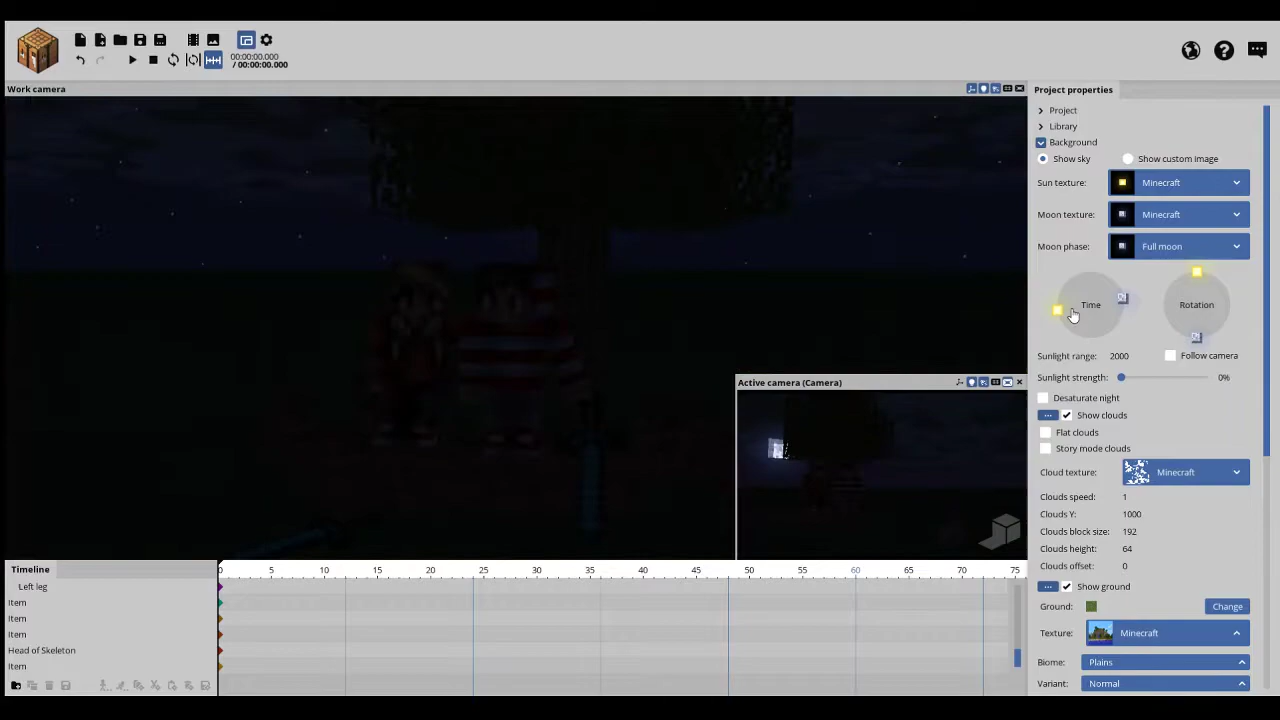 00:00:00.000
/ 00:00:00.000
Work camera
Project properties
Project
Library
Background
Show sky
Show custom image
Sun texture:
Minecraft
Moon texture:
Minecraft
Moon phase:
Full moon
Time
Rotation
Sunlight range: 2000
Follow camera
Sunlight strength:
0%
Active camera (Camera)
Desaturate night
Show clouds
Flat clouds
Story mode clouds
Cloud texture:
Minecraft
Clouds speed: 1
Clouds Y: 1000
Clouds block size: 192
Clouds height: 64
Clouds offset: 0
Show ground
Ground:
Change
Texture:
Minecraft
Biome:
Plains
Variant:
Normal
Timeline
0 5 10 15 20 25 30 35 40 45 50 55 60 65 70 75
Left leg
Item
Item
Item
Head of Skeleton
Item